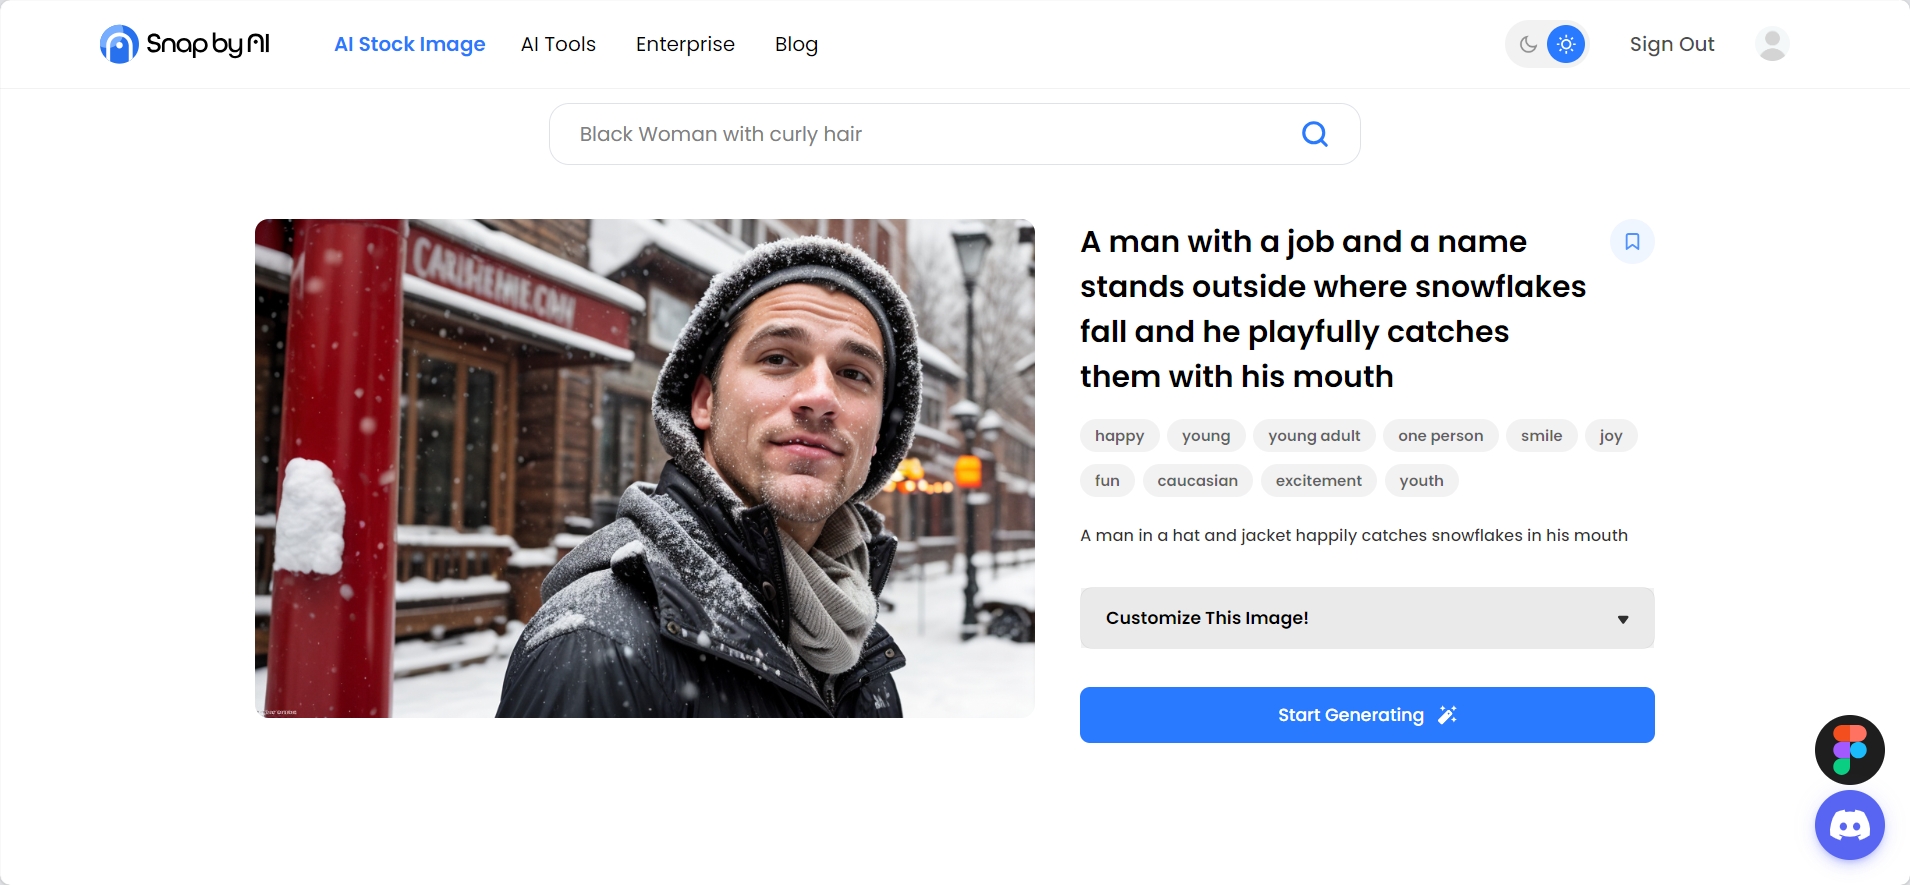 Snap by AI
AI Stock Image
AI Tools
Enterprise
Blog
Sign Out
Black Woman with curly hair
A man with a job and a name
stands outside where snowflakes
fall and he playfully catches
them with his mouth
happy young young adult one person smile joy
fun caucasian excitement youth
A man in a hat and jacket happily catches snowflakes in his mouth
Customize This Image!
Start Generating